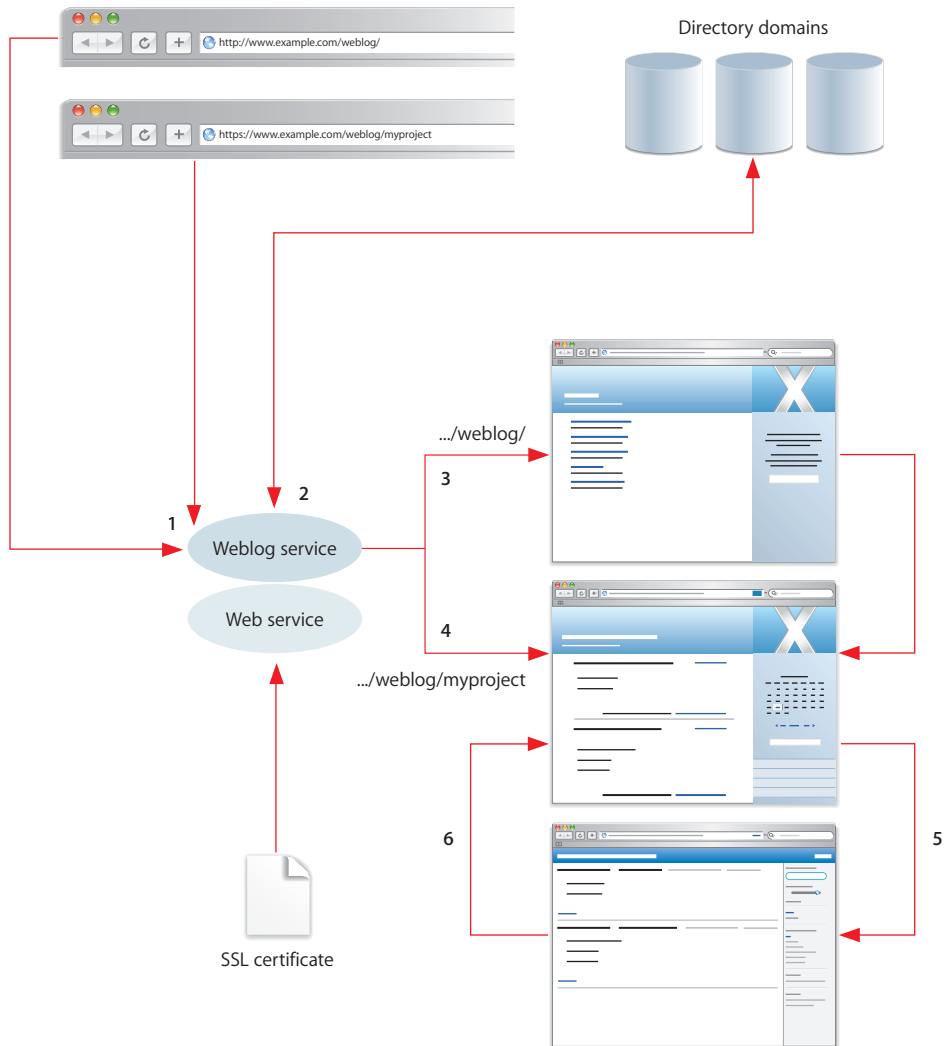 http://www.example.com/weblog/
Directory domains
https://www.example.com/weblog/myproject
.../weblog/
3
2
1
Weblog service
Web service
4
.../weblog/myproject
6
5
SSL certificate